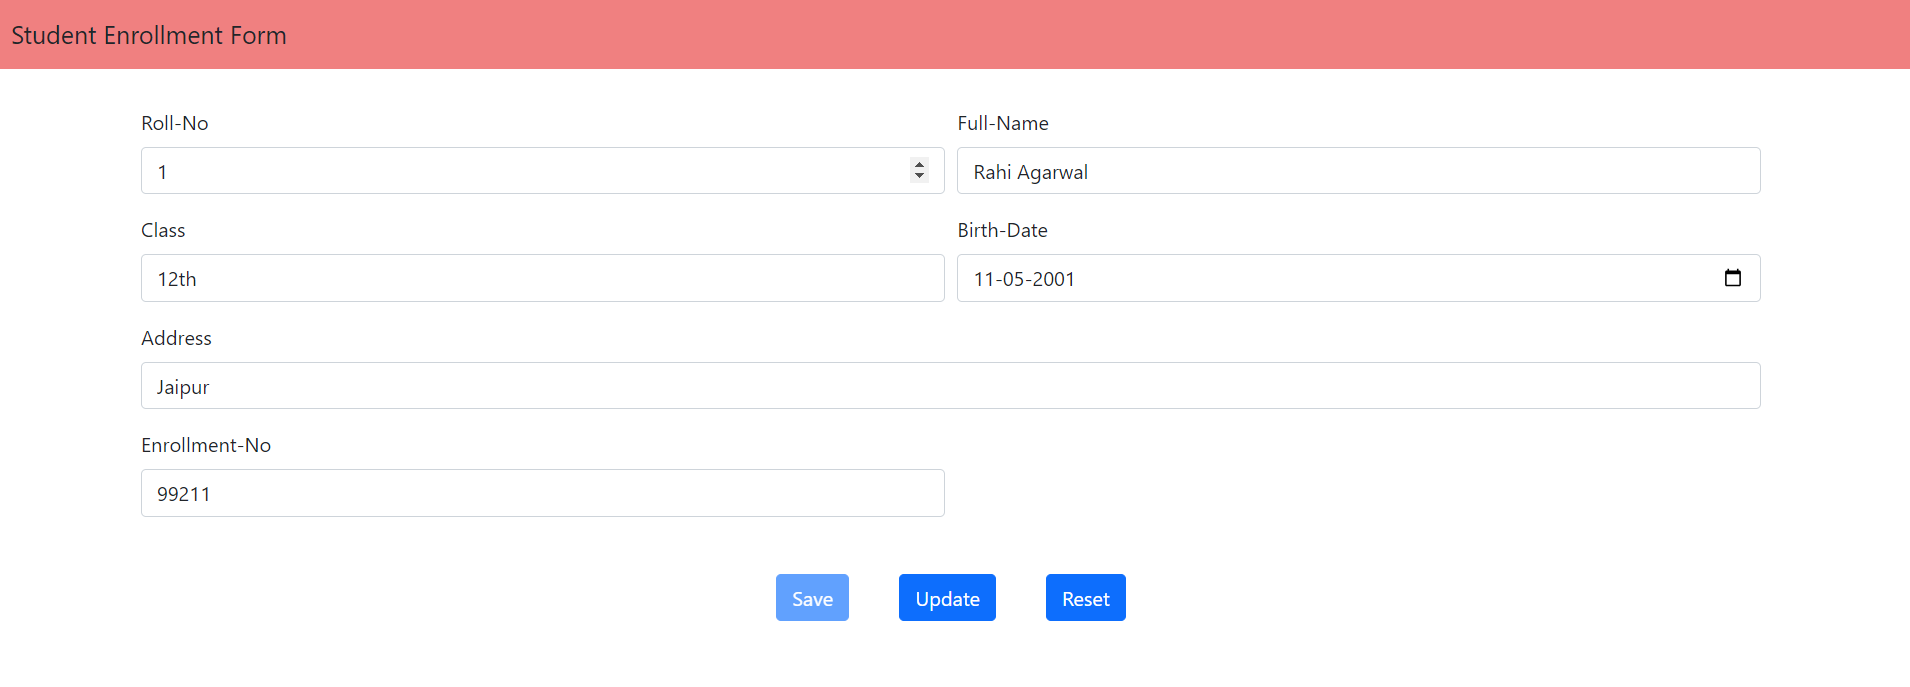 Student Enrollment Form
Roll-No
1
Full-Name
Rahi Agarwal
Class
12th
Birth-Date
11-05-2001
Address
Jaipur
Enrollment-No
99211
Save
Update
Reset